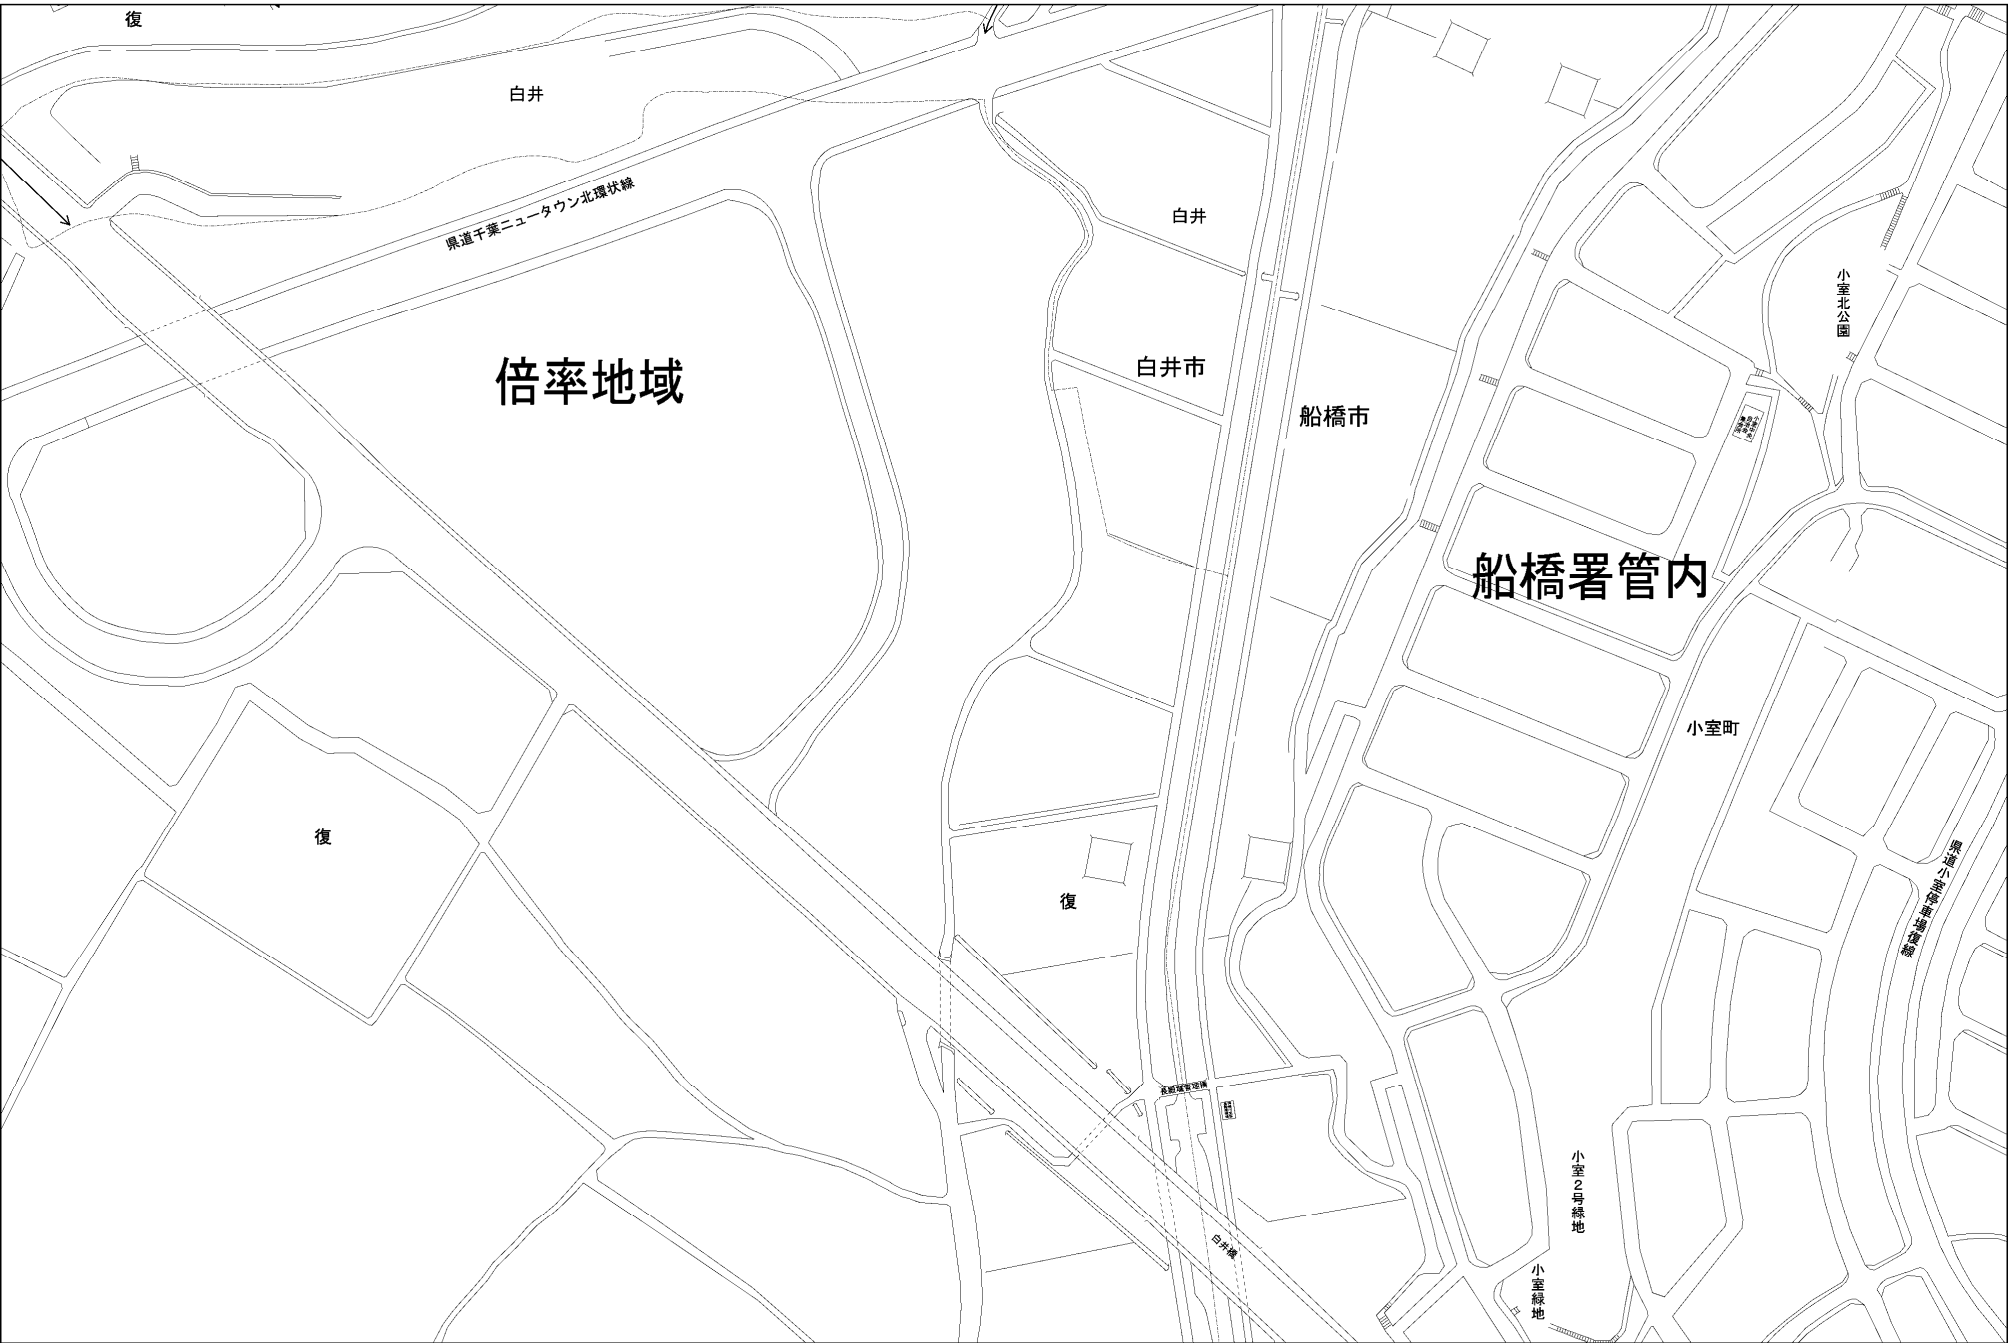 復
白井
県道千葉ニュータウン北環状線
白井
小室北公園
倍率地域
白井市
船橋市
船橋署管内
小室町
復
県道小室停車場復線
復
小室2号緑地
白井橋
小室緑地